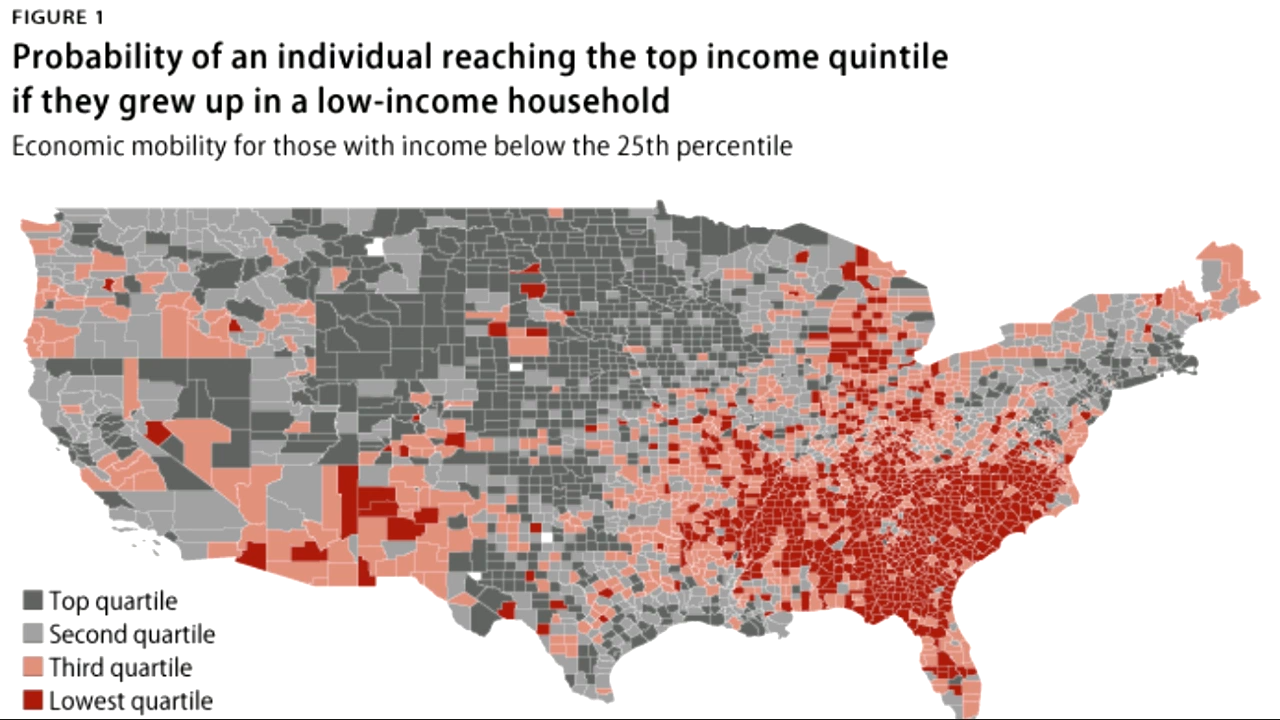 FIGURE 1
Probability of an individual reaching the top income quintile
if they grew up in a low-income household
Economic mobility for those with income below the 25th percentile
Top quartile
Second quartile
Third quartile
Lowest quartile